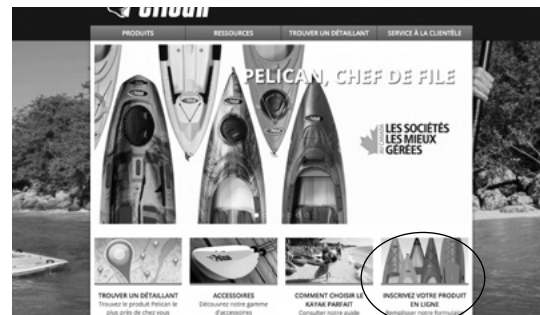 Pelican
PRODUITS RESSOURCES TROUVER UN DÉTAILLANT SERVICE À LA CLIENTÈLE
PELICAN, CHEF DE FILE
LES SOCIÉTÉS
LES MIEUX
GÉRÉES
TROUVER UN DÉTAILLANT
Trouvez le produit Pelican le
plus près de chez vous
ACCESSOIRES
Découvrez notre gamme
d'accessoires
COMMENT CHOISIR LE
KAYAK PARFAIT
Consulter notre guide
INSCRIVEZ VOTRE PRODUIT
EN LIGNE
Remplisser notre formulaire